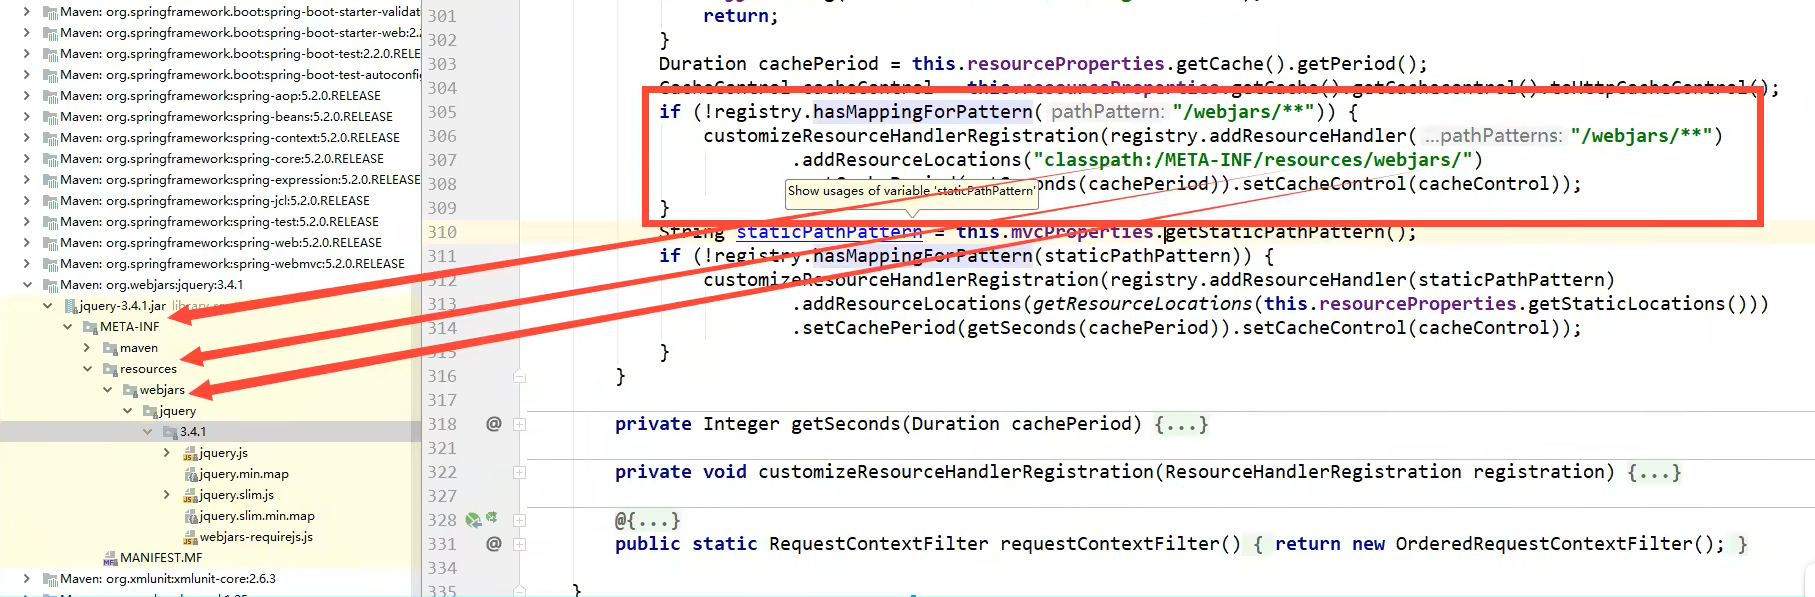 Maven: org.springframework.boot:spring-boot-starter-validat
Maven: org.springframework.boot:spring-boot-starter-web:2.2.
Maven: org.springframework.boot:spring-boot-test:2.2.0.RELE
Maven: org.springframework.boot:spring-boot-test-autoconfig
Maven: org.springframework:spring-aop:5.2.0.RELEASE
Maven: org.springframework:spring-beans:5.2.0.RELEASE
Maven: org.springframework:spring-context:5.2.0.RELEASE
Maven: org.springframework:spring-core:5.2.0.RELEASE
Maven: org.springframework:spring-expression:5.2.0.RELEASE
Maven: org.springframework:spring-jcl:5.2.0.RELEASE
Maven: org.springframework:spring-test:5.2.0.RELEASE
Maven: org.springframework:spring-web:5.2.0.RELEASE
Maven: org.springframework:spring-webmvc:5.2.0.RELEASE
Maven: org.webjars:jquery:3.4.1
jquery-3.4.1.jar
META-INF
maven
resources
webjars
jquery
3.4.1
jquery.js
jquery.min.map
jquery.slim.js
jquery.slim.min.map
webjars-requirejs.js
MANIFEST.MF
Maven: org.xmlunit:xmlunit-core:2.6.3
301 return;
302 }
303 Duration cachePeriod = this.resourceProperties.getCache().getPeriod();
304 CacheControl cacheControl = this.resourceProperties.getCache().getCachecontrol().toHttpCacheControl();
305 if (!registry.hasMappingForPattern( pathPattern: "/webjars/**")) {
306 customizeResourceHandlerRegistration(registry.addResourceHandler( ...pathPatterns: "/webjars/**")
307 .addResourceLocations("classpath:/META-INF/resources/webjars/")
308 (cachePeriod)).setCacheControl(cacheControl));
Show usages of variable 'staticPathPattern'
309 }
310 String staticPathPattern = this.mvcProperties.getStaticPathPattern();
311 if (!registry.hasMappingForPattern(staticPathPattern)) {
312 customizeResourceHandlerRegistration(registry.addResourceHandler(staticPathPattern)
313 .addResourceLocations(getResourceLocations(this.resourceProperties.getStaticLocations()))
314 .setCachePeriod(getSeconds(cachePeriod)).setCacheControl(cacheControl));
315 }
316 }
317
318 @ private Integer getSeconds(Duration cachePeriod) {...}
321
322 private void customizeResourceHandlerRegistration(ResourceHandlerRegistration registration) {...}
327
328 @{...}
331 @ public static RequestContextFilter requestContextFilter() { return new OrderedRequestContextFilter(); }
334
335 }